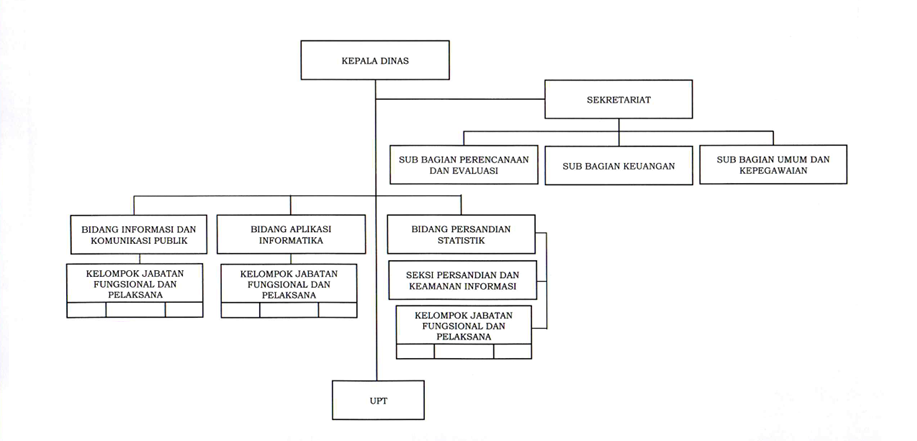 KEPALA DINAS
SEKRETARIAT
SUB BAGIAN PERENCANAAN
DAN EVALUASI
SUB BAGIAN KEUANGAN
SUB BAGIAN UMUM DAN
KEPEGAWAIAN
BIDANG INFORMASI DAN
KOMUNIKASI PUBLIK
BIDANG APLIKASI
INFORMATIKA
BIDANG PERSANDIAN
STATISTIK
KELOMPOK JABATAN
FUNGSIONAL DAN
PELAKSANA
KELOMPOK JABATAN
FUNGSIONAL DAN
PELAKSANA
SEKSI PERSANDIAN DAN
KEAMANAN INFORMASI
KELOMPOK JABATAN
FUNGSIONAL DAN
PELAKSANA
UPT